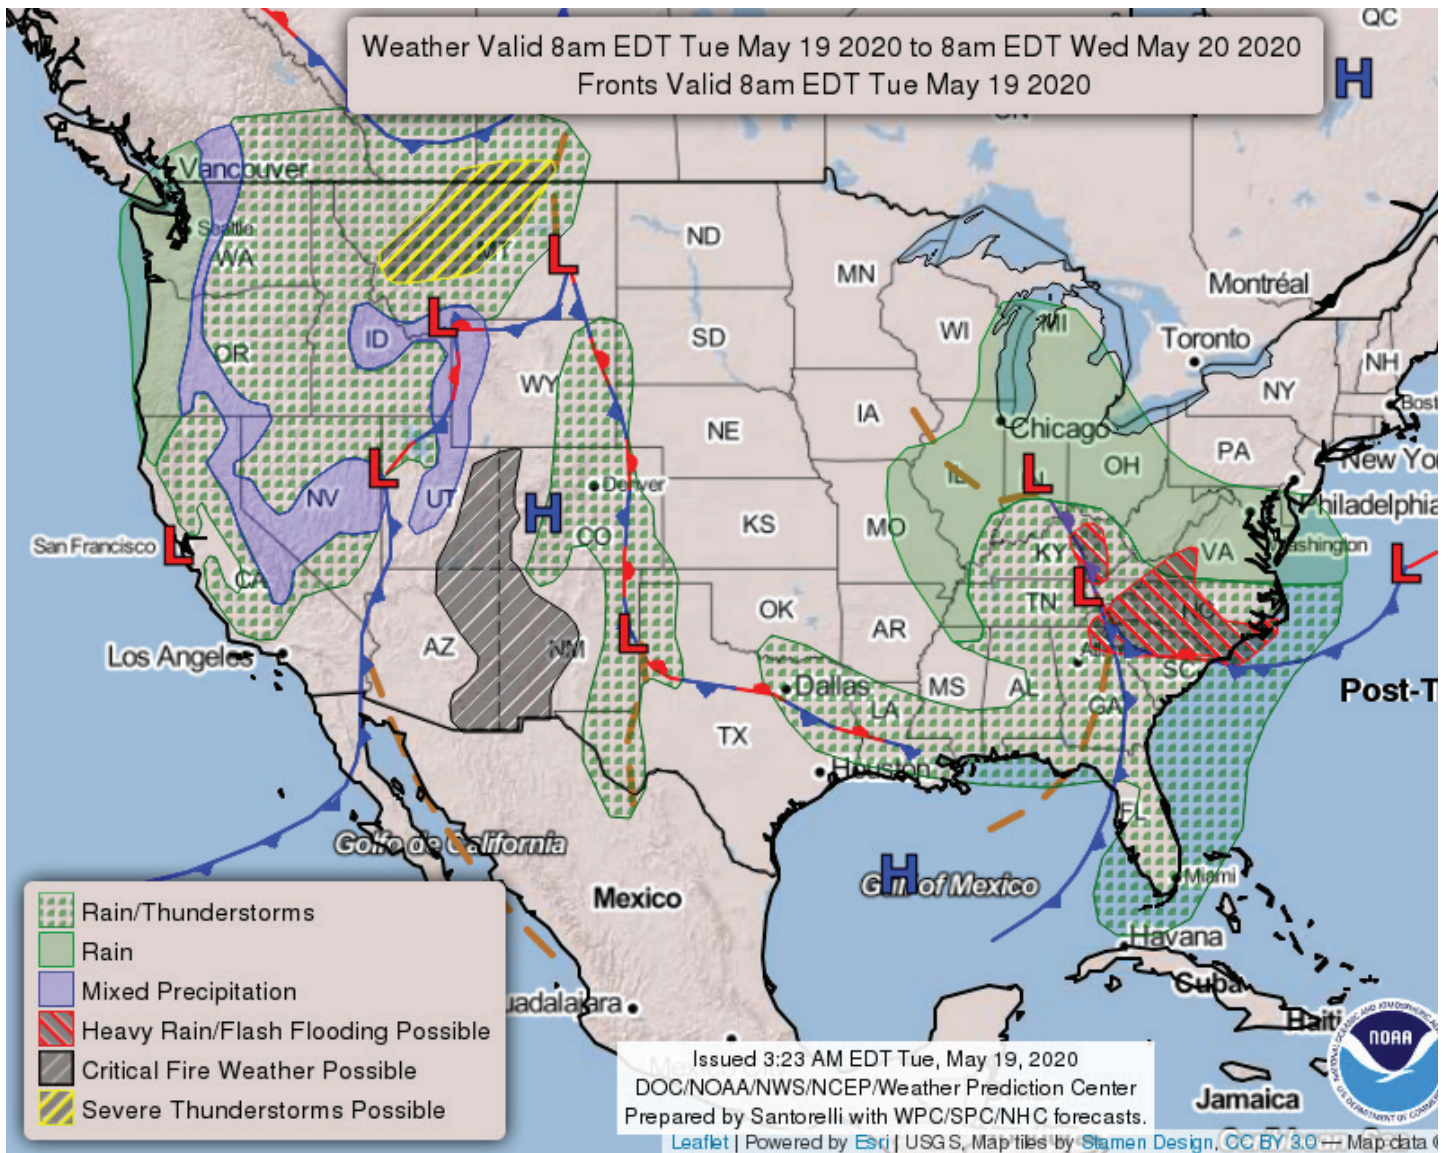 QC
Weather Valid 8am EDT Tue May 19 2020 to 8am EDT Wed May 20 2020
Fronts Valid 8am EDT Tue May 19 2020
H
Vancouver
Seattle
WA
MT
ND
MN
L
Montréal
L
ID
OR
SD
WI
MI
Toronto
NH
WY
NY
IA
NE
Chicago
PA
L
NV
UT
H
Denver
CO
KS
MO
IL
L
OH
New Yo
Philadelphia
San Francisco
L
CA
KY
VA
L
L
TN
NC
OK
AR
Los Angeles
AZ
NM
L
Dallas
MS
AL
SC
GA
Post-T
LA
TX
Houston
FL
Golfo de California
H
Gulf of Mexico
Miami
Mexico
Havana
Cuba
Haiti
Jamaica
uadalajara
Mexico City
Rain/Thunderstorms
Rain
Mixed Precipitation
Heavy Rain/Flash Flooding Possible
Critical Fire Weather Possible
Severe Thunderstorms Possible
Issued 3:23 AM EDT Tue, May 19, 2020
DOC/NOAA/NWS/NCEP/Weather Prediction Center
Prepared by Santorelli with WPC/SPC/NHC forecasts.
NOAA
Leaflet | Powered by Esri | USGS, Map tiles by Stamen Design, CC BY 3.0 — Map data ©